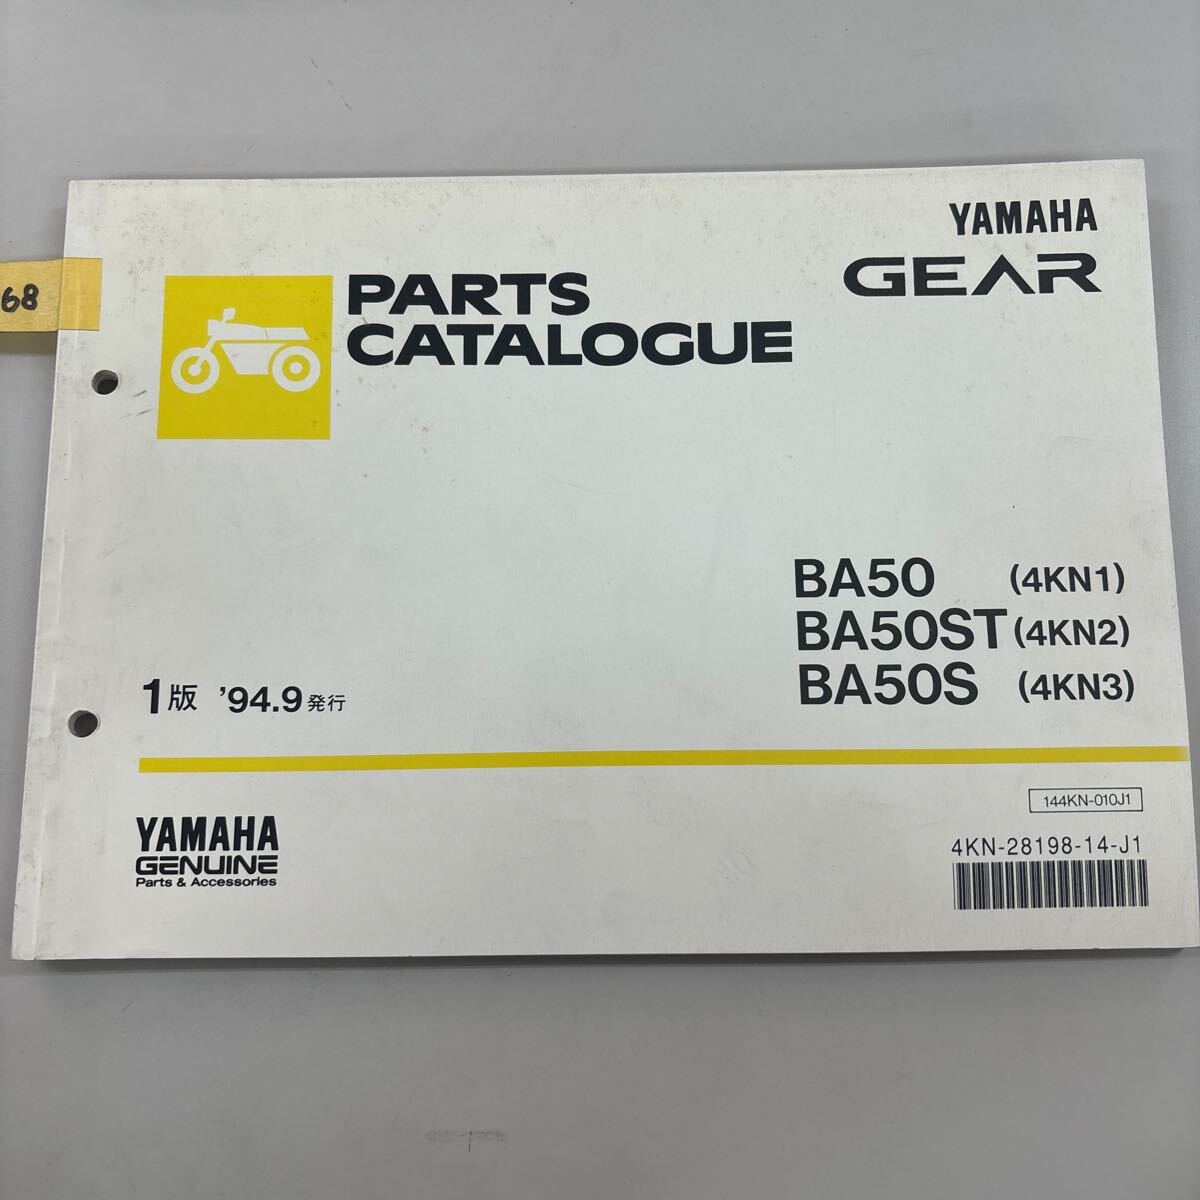 YAMAHA
GEAR
68
PARTS
CATALOGUE
BA50 (4KN1)
BA50ST (4KN2)
BA50S (4KN3)
1版 '94.9発行
144KN-010J1
4KN-28198-14-J1
YAMAHA
GENUINE
Parts & Accessories